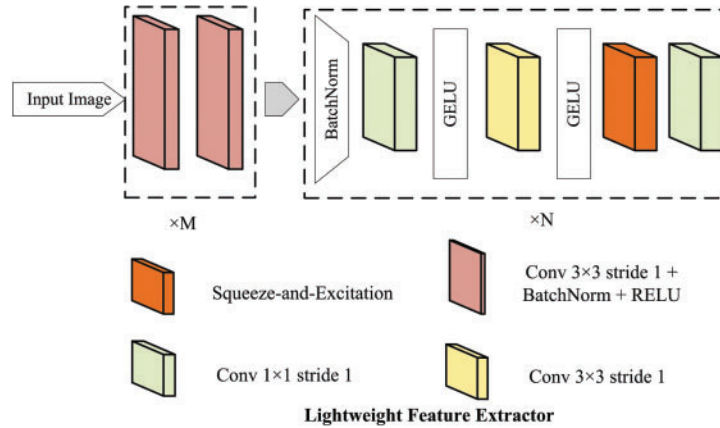 Input Image
BatchNorm
GELU
GELU
×M
×N
Squeeze-and-Excitation
Conv 3×3 stride 1 +
BatchNorm + RELU
Conv 1×1 stride 1
Conv 3×3 stride 1
Lightweight Feature Extractor